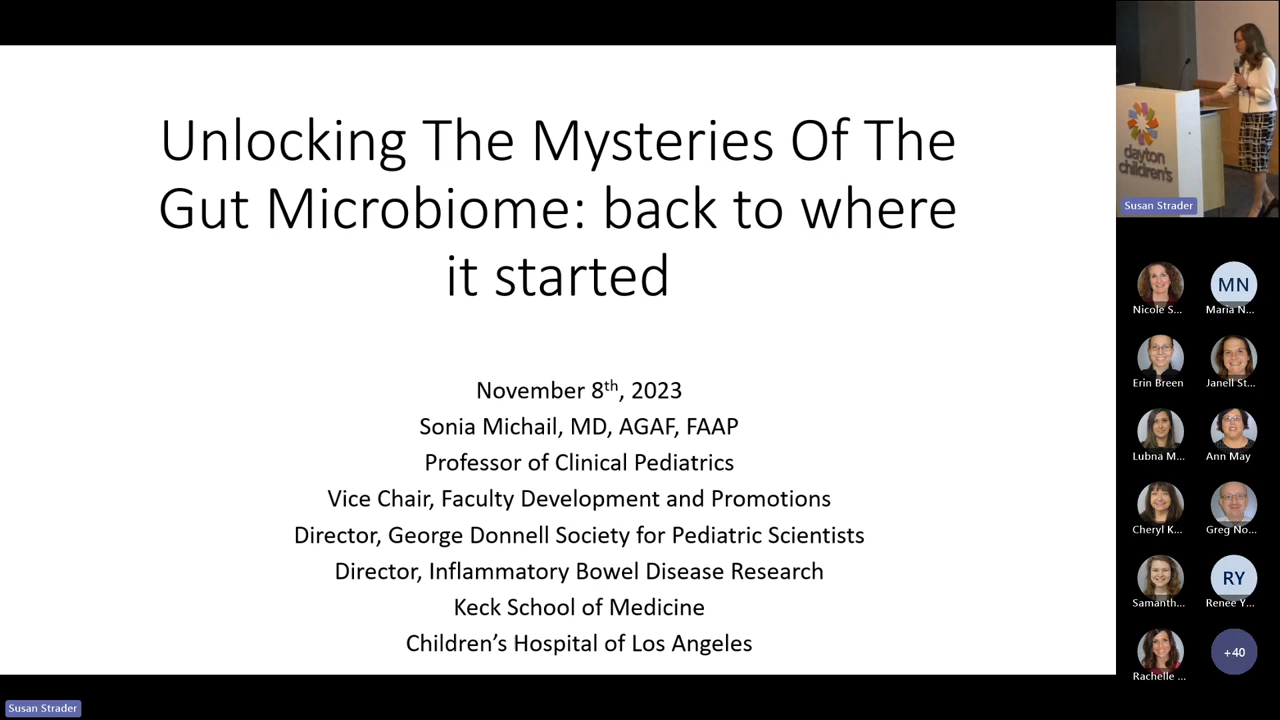 Unlocking The Mysteries Of The
Gut Microbiome: back to where
it started
November 8th, 2023
Sonia Michail, MD, AGAF, FAAP
Professor of Clinical Pediatrics
Vice Chair, Faculty Development and Promotions
Director, George Donnell Society for Pediatric Scientists
Director, Inflammatory Bowel Disease Research
Keck School of Medicine
Children's Hospital of Los Angeles
dayton
children's
Susan Strader
Nicole S...
MN
Maria N...
Erin Breen
Janell St...
Lubna M...
Ann May
Cheryl K...
Greg No...
Samanth...
RY
Renee Y...
Rachelle ...
+40
Susan Strader